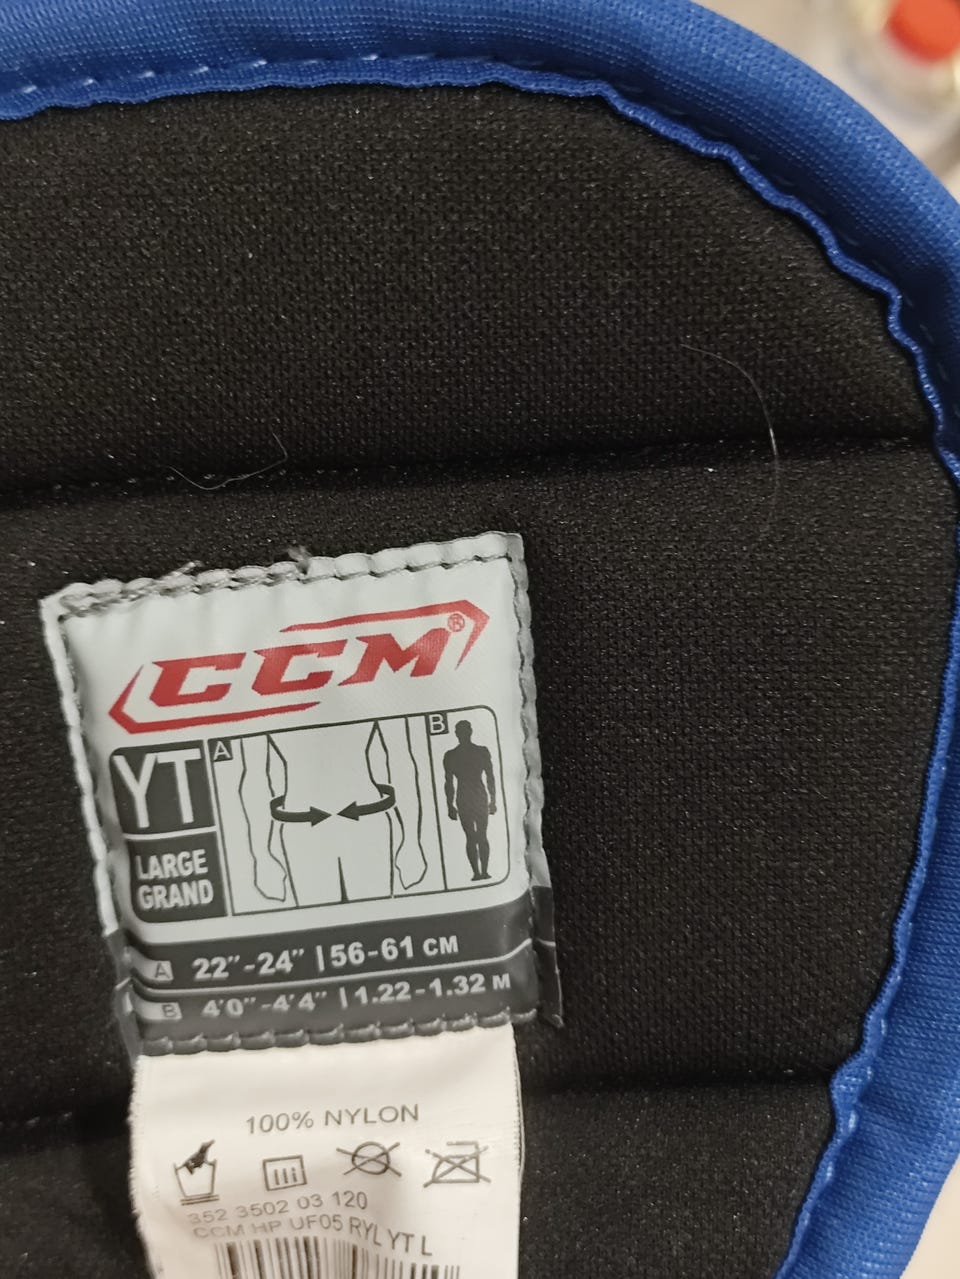 CCM®
YT
LARGE
GRAND
A
B
A 22"-24" | 56-61 CM
B 4'0"-4'4" | 1.22-1.32 M
100% NYLON
352 3502 03 120
CCM HP UF05 RYL YT L